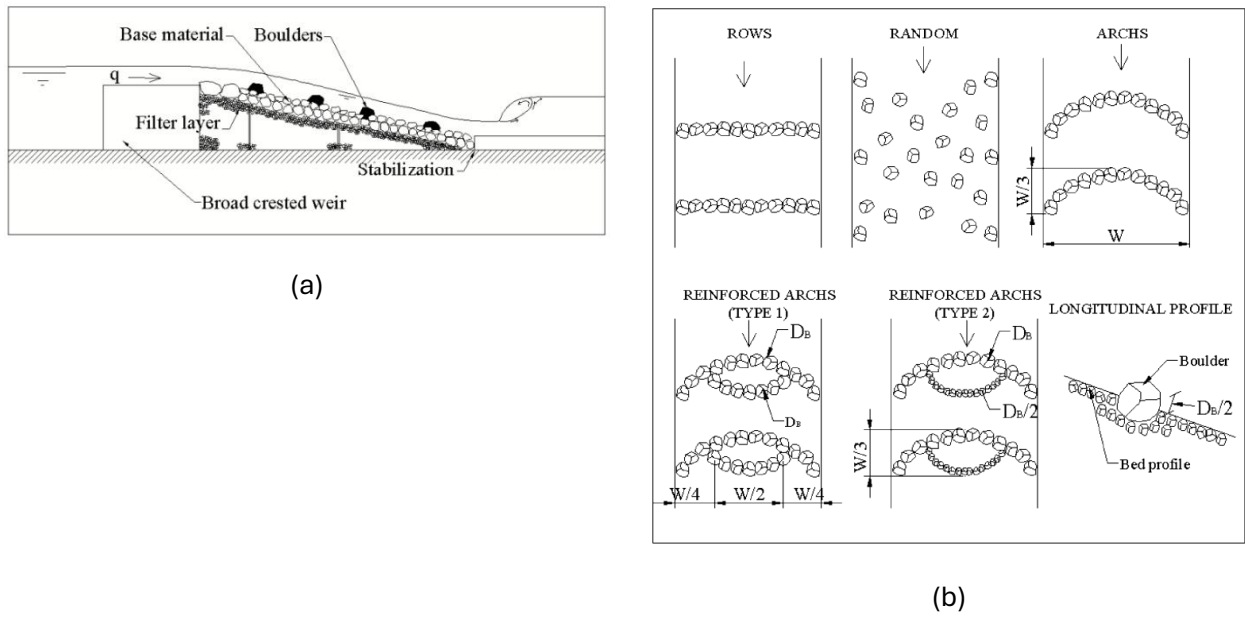 Base material
Boulders
q
Filter layer
Stabilization
Broad crested weir
(a)
ROWS
RANDOM
ARCHS
W/3
W
REINFORCED ARCHS
(TYPE 1)
REINFORCED ARCHS
(TYPE 2)
LONGITUDINAL PROFILE
DB
DB
DB
DB/2
Boulder
DB/2
Bed profile
W/3
W/4
W/2
W/4
(b)